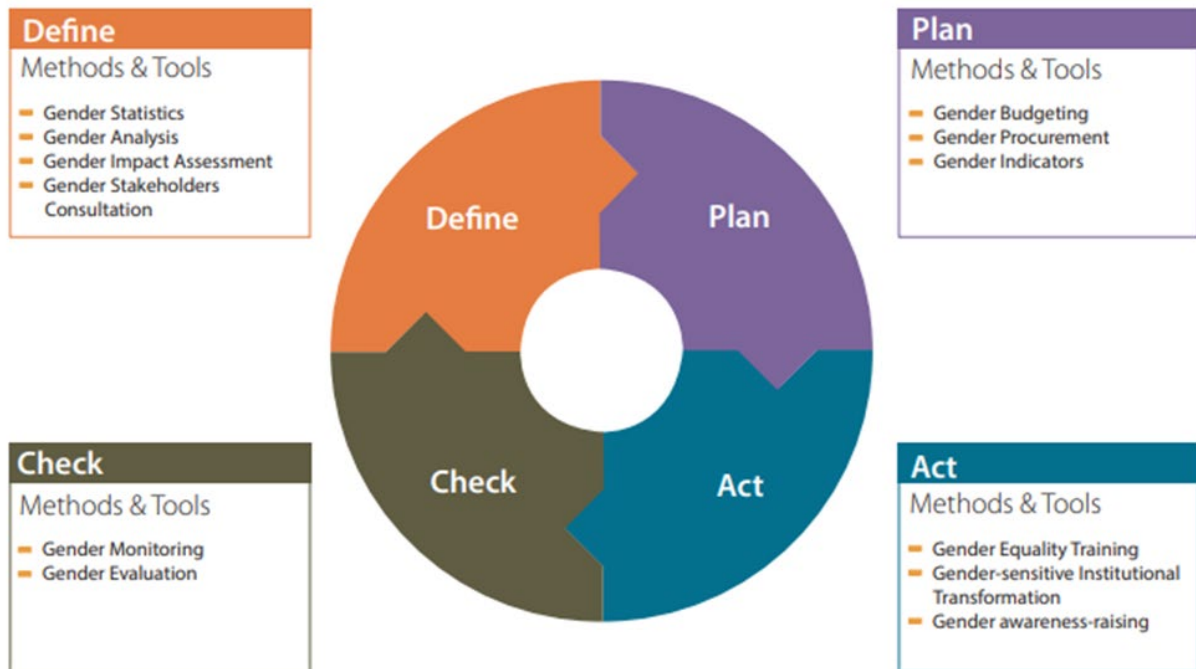 Define
Methods & Tools
Gender Statistics
Gender Analysis
Gender Impact Assessment
Gender Stakeholders
Consultation
Plan
Methods & Tools
Gender Budgeting
Gender Procurement
Gender Indicators
Define
Plan
Check
Act
Check
Methods & Tools
Gender Monitoring
Gender Evaluation
Act
Methods & Tools
Gender Equality Training
Gender-sensitive Institutional
Transformation
Gender awareness-raising